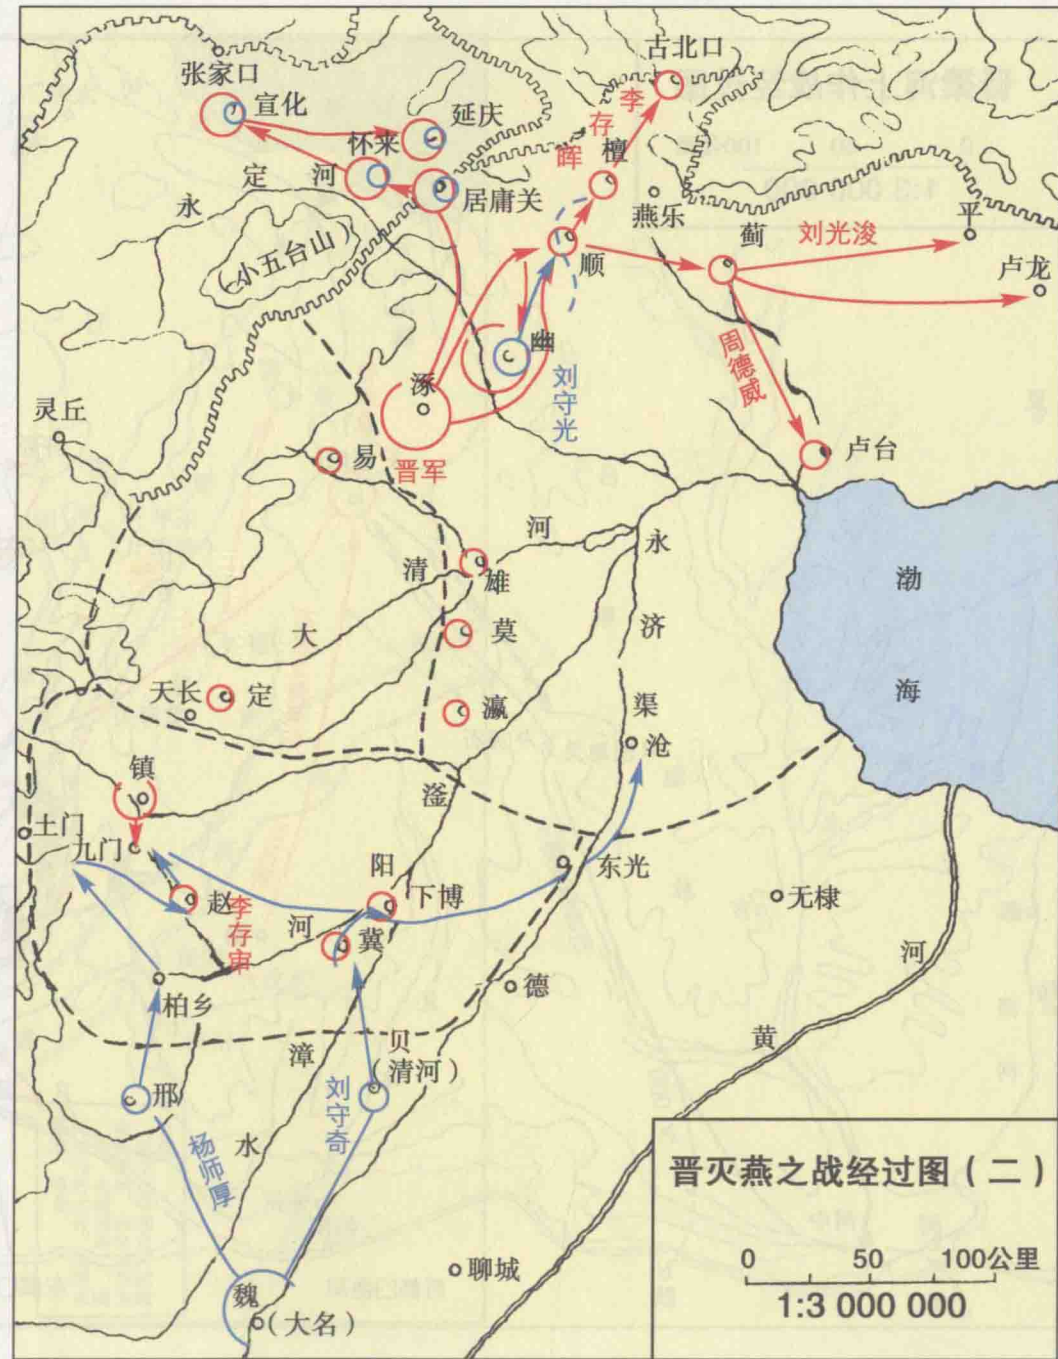 古北口
张家口
宣化
延庆
李存晖
怀来
檀
永定河
居庸关
燕乐
平
蓟
刘光浚
顺
卢龙
(小五台山)
幽
刘守光
周德威
涿
灵丘
易
晋军
卢台
大清河
雄
永济渠
渤海
莫
天长
定
瀛
沧
镇
滏阳河
土门
九门
赵
李存审
下博
东光
冀
无棣
柏乡
德
黄河
漳水
贝
(清河)
邢
刘守奇
杨师厚
魏
(大名)
聊城
晋灭燕之战经过图(二)
0 50 100公里
1:3 000 000